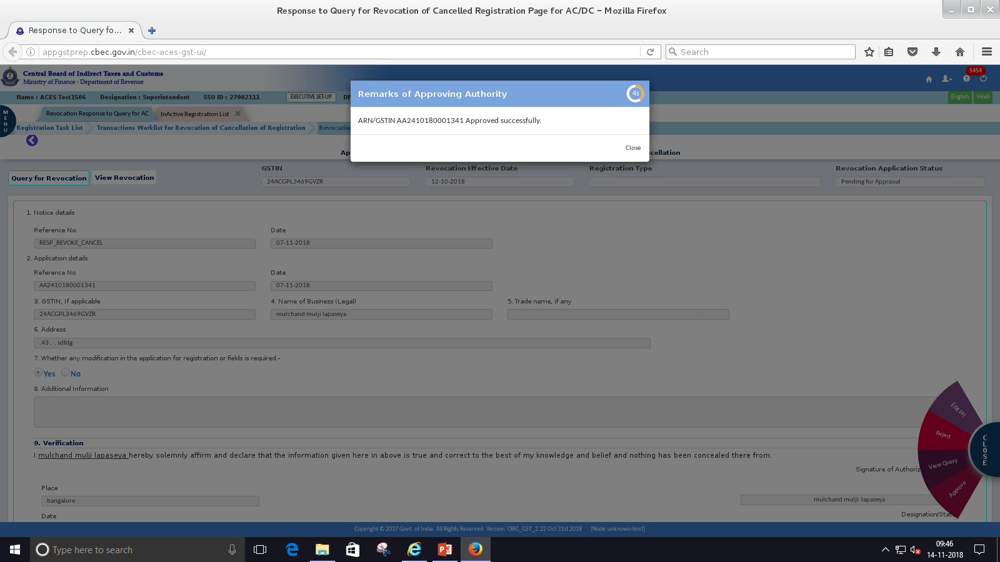 Response to Query for Revocation of Cancelled Registration Page for AC/DC – Mozilla Firefox
Response to Query fo...
appgstprep.cbec.gov.in/cbec-aces-gst-ui/
Search
Central Board of Indirect Taxes and Customs
Ministry of Finance - Department of Revenue
5454
Name : ACES Test1506 Designation : Superintendent SSO ID : 27002111 EXECUTIVE SET-UP
English Hindi
MENU
Revocation Response to Query for AC InActive Registration List
Registration Task List Transactions Worklist for Revocation of Cancellation of Registration
Remarks of Approving Authority 4s
ARN/GSTIN AA2410180001341 Approved successfully.
Close
Query for Revocation View Revocation
GSTIN Revocation Effective Date Registration Type Revocation Application Status
24ACGPL3469GVZR 12-10-2018 Pending for Approval
1. Notice details
Reference No. Date
RESP_REVOKE_CANCEL 07-11-2018
2. Application details
Reference No Date
AA2410180001341 07-11-2018
3. GSTIN, If applicable 4. Name of Business (Legal) 5. Trade name, if any
24ACGPL3469GVZR mulchand mulji lapaseya
6. Address
,43 , , sdfdg
7. Whether any modification in the application for registration or fields is required.-
Yes No
8. Additional Information
9. Verification
I mulchand mulji lapaseya hereby solemnly affirm and declare that the information given here in above is true and correct to the best of my knowledge and belief and nothing has been concealed there from.
Signature of
Place
bangalore
mulchand mulji lapaseya
Date
Edit PH
Reject
View Query
Approve
CLOSE
Copyright © 2017 Govt. of India. All Rights Reserved. Version: CBIC_GST_2.22 Oct 31st 2018 [Node:unknown-host]
Type here to search
09:46
14-11-2018